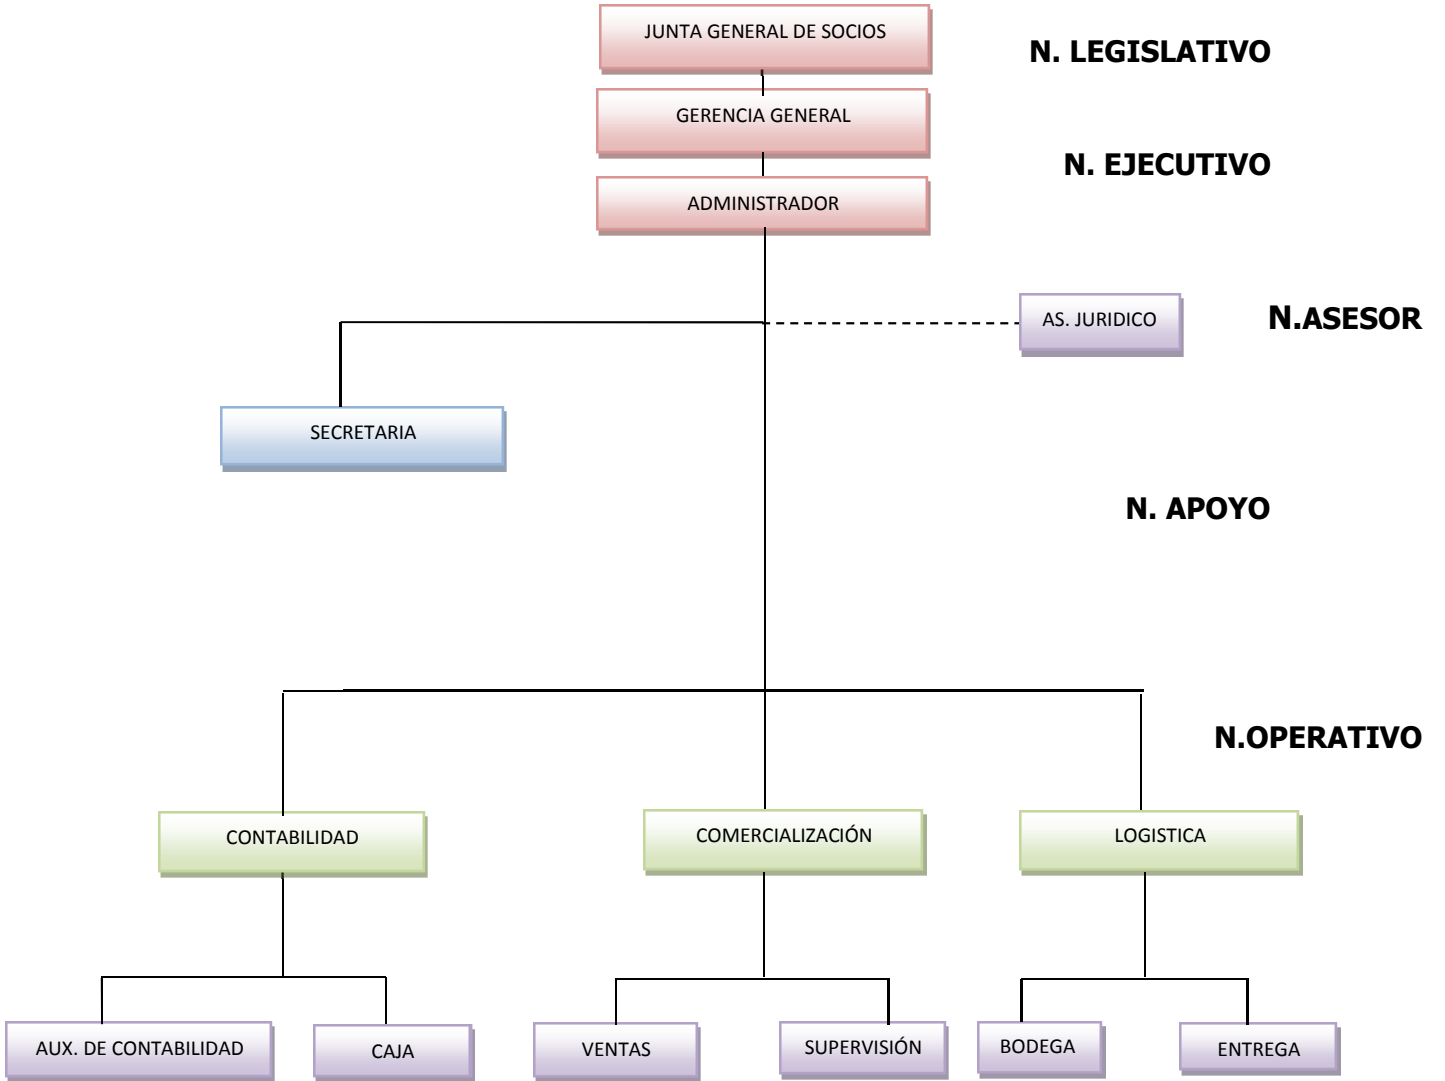 JUNTA GENERAL DE SOCIOS
N. LEGISLATIVO
GERENCIA GENERAL
N. EJECUTIVO
ADMINISTRADOR
AS. JURIDICO
N.ASESOR
SECRETARIA
N. APOYO
N.OPERATIVO
CONTABILIDAD
COMERCIALIZACIÓN
LOGISTICA
AUX. DE CONTABILIDAD
CAJA
VENTAS
SUPERVISIÓN
BODEGA
ENTREGA